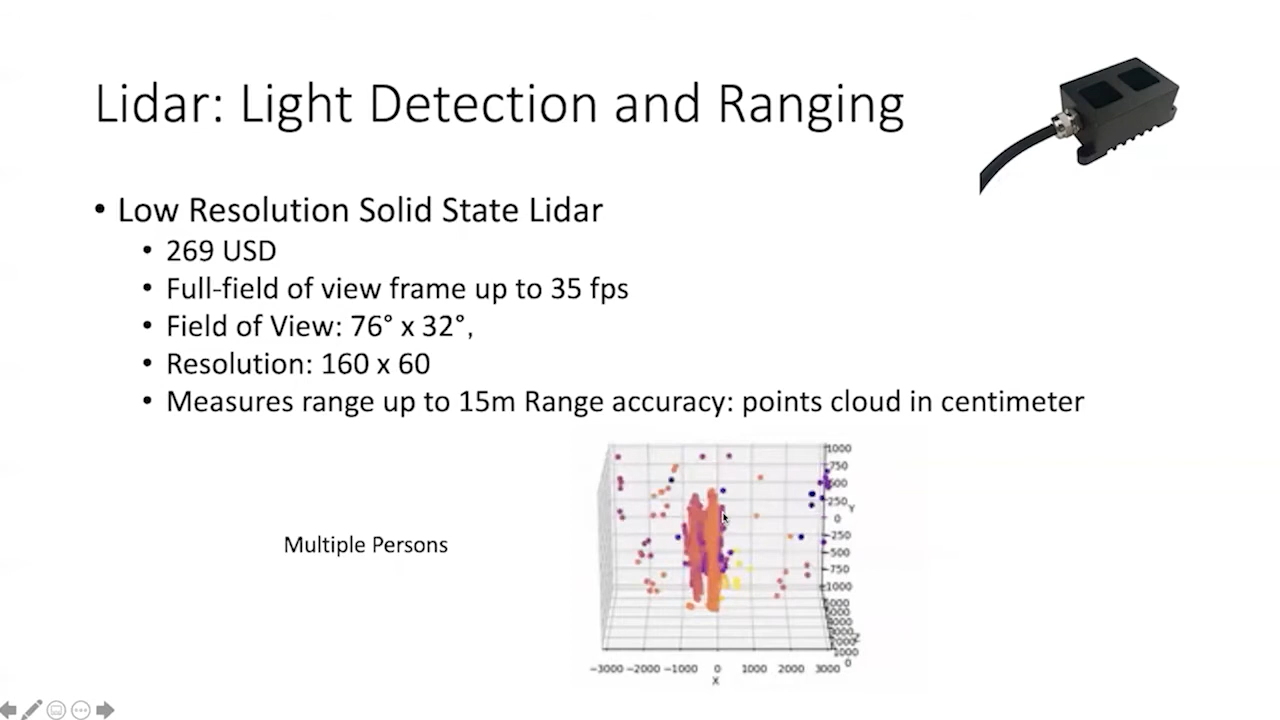 Lidar: Light Detection and Ranging
• Low Resolution Solid State Lidar
• 269 USD
• Full-field of view frame up to 35 fps
• Field of View: 76° x 32°,
• Resolution: 160 x 60
• Measures range up to 15m Range accuracy: points cloud in centimeter
Multiple Persons
1000
750
500
250
0
Y
−250
−500
−750
−1000
−3000 −2000 −1000 0 1000 2000 3000
X
1000
0